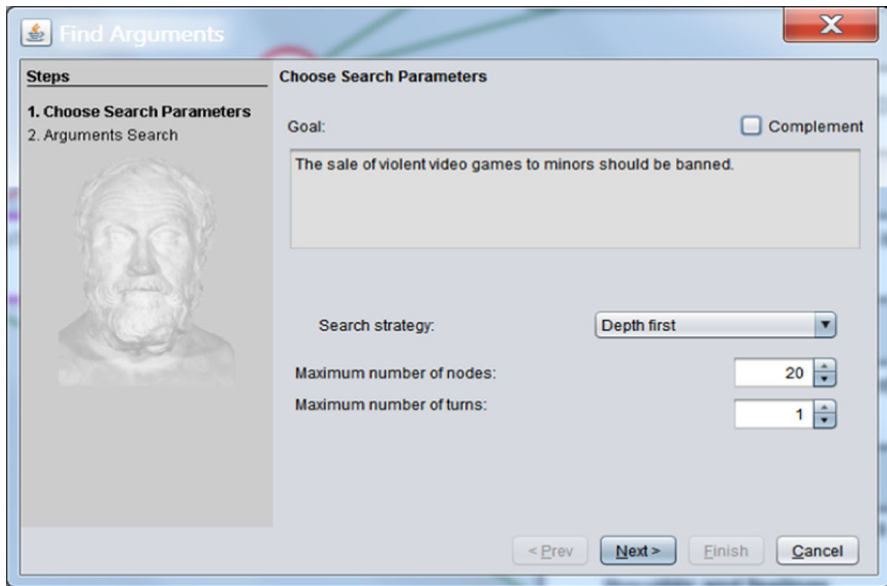 Find Arguments
X
Steps
1. Choose Search Parameters
2. Arguments Search
Choose Search Parameters
Goal:
Complement
The sale of violent video games to minors should be banned.
Search strategy:
Depth first
Maximum number of nodes:
20
Maximum number of turns:
1
< Prev
Next >
Finish
Cancel